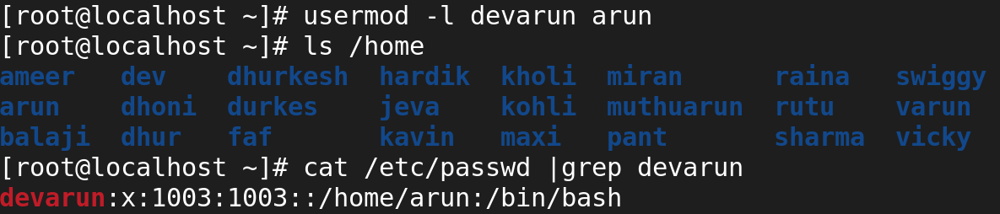 [root@localhost ~]# usermod -l devarun arun
[root@localhost ~]# ls /home
ameer   dev    dhurkesh  hardik  kholi  miran      raina   swiggy
arun    dhoni  durkes    jeva    kohli  muthuarun  rutu    varun
balaji  dhur   faf       kavin   maxi   pant       sharma  vicky
[root@localhost ~]# cat /etc/passwd |grep devarun
devarun:x:1003:1003::/home/arun:/bin/bash